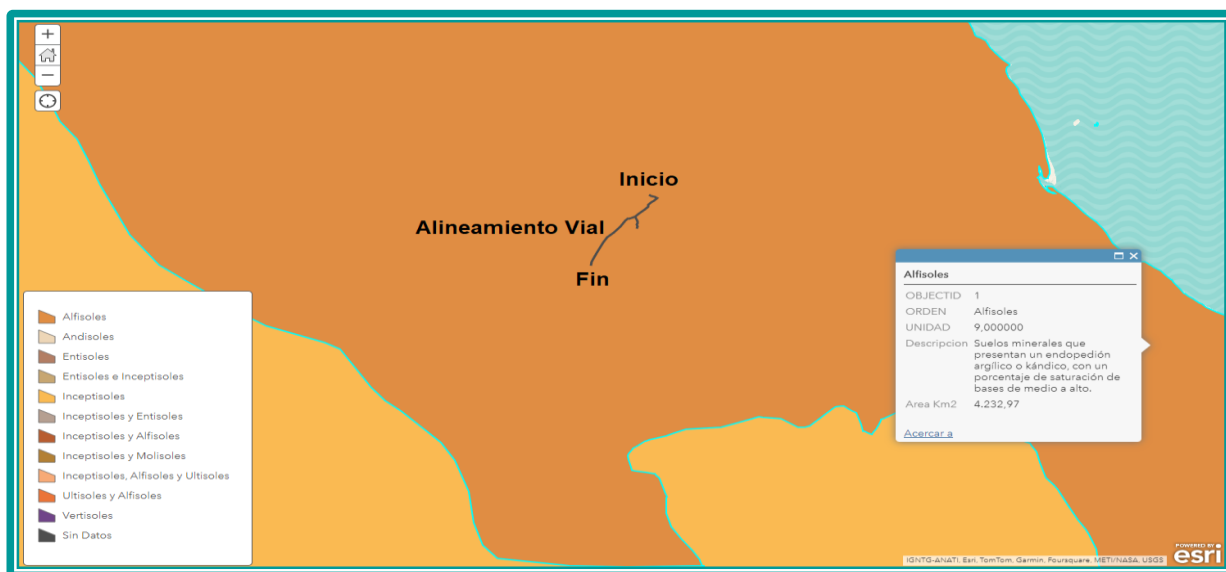 +
−
Inicio
Alineamiento Vial
Fin
Alfisoles
Andisoles
Entisoles
Entisoles e Inceptisoles
Inceptisoles
Inceptisoles y Entisoles
Inceptisoles y Alfisoles
Inceptisoles y Molisoles
Inceptisoles, Alfisoles y Ultisoles
Ultisoles y Alfisoles
Vertisoles
Sin Datos
Alfisoles
OBJECTID 1
ORDEN Alfisoles
UNIDAD 9,000000
Descripcion Suelos minerales que
presentan un endopedión
argílico o kándico, con un
porcentaje de saturación de
bases de medio a alto.
Area Km2 4.232,97
Acercar a
IGNTG-ANATI, Esri, TomTom, Garmin, Foursquare, METI/NASA, USGS
POWERED BY
esri